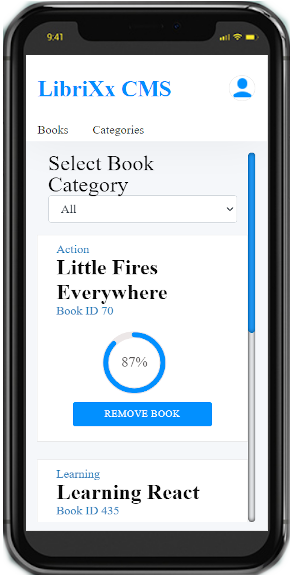 9:41
LibriXx CMS
Books Categories
Select Book
Category
All
Action
Little Fires
Everywhere
Book ID 70
87%
REMOVE BOOK
Learning
Learning React
Book ID 435